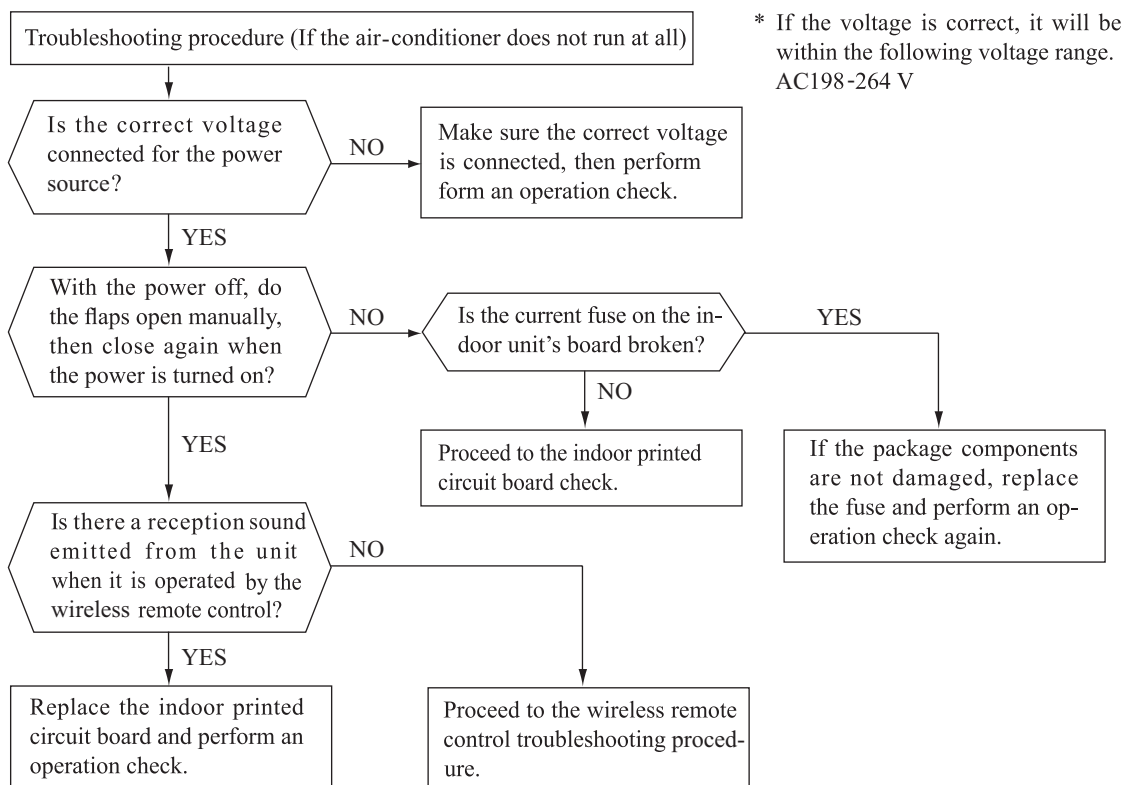 Troubleshooting procedure (If the air-conditioner does not run at all)
* If the voltage is correct, it will be
within the following voltage range.
AC198-264 V
Is the correct voltage
connected for the power
source?
NO
Make sure the correct voltage
is connected, then perform
form an operation check.
YES
With the power off, do
the flaps open manually,
then close again when
the power is turned on?
NO
Is the current fuse on the in-
door unit's board broken?
YES
NO
YES
Proceed to the indoor printed
circuit board check.
If the package components
are not damaged, replace
the fuse and perform an op-
eration check again.
Is there a reception sound
emitted from the unit
when it is operated by the
wireless remote control?
NO
YES
Replace the indoor printed
circuit board and perform an
operation check.
Proceed to the wireless remote
control troubleshooting proced-
ure.